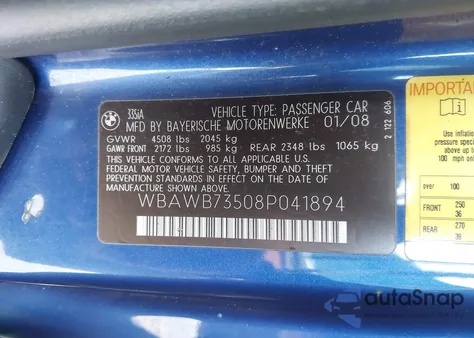 335iA
VEHICLE TYPE: PASSENGER CAR
MFD BY BAYERISCHE MOTORENWERKE 01/08
GVWR 4508 lbs 2045 kg
GAWR FRONT 2172 lbs 985 kg REAR 2348 lbs 1065 kg
THIS VEHICLE CONFORMS TO ALL APPLICABLE U.S.
FEDERAL MOTOR VEHICLE SAFETY, BUMPER AND THEFT
PREVENTION STANDARDS IN EFFECT ON THE DATE OF
MANUFACTURE SHOWN ABOVE.
WBAWB73508P041894
2 122 606
IMPORTA
over 100
FRONT 250 36
REAR 270 39
autoSnap